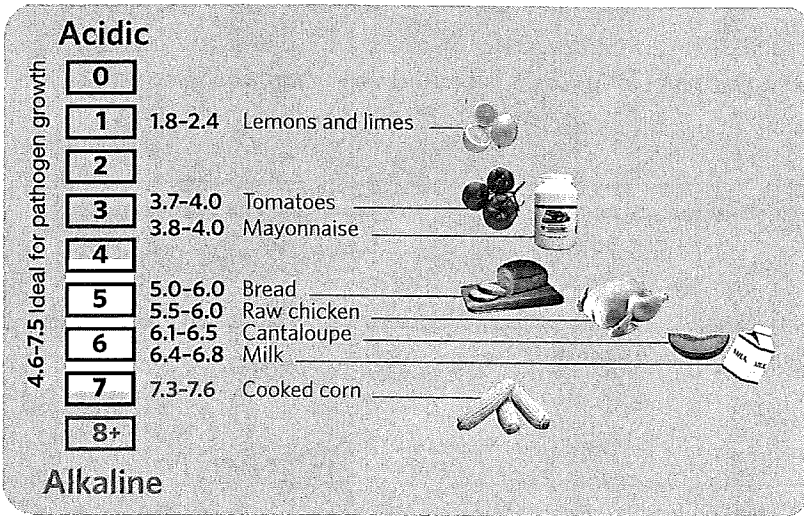 Acidic
4.6–7.5 Ideal for pathogen growth
0
1 1.8–2.4 Lemons and limes
2
3 3.7–4.0 Tomatoes
3.8–4.0 Mayonnaise
4
5 5.0–6.0 Bread
5.5–6.0 Raw chicken
6 6.1–6.5 Cantaloupe
6.4–6.8 Milk
7 7.3–7.6 Cooked corn
8+
Alkaline